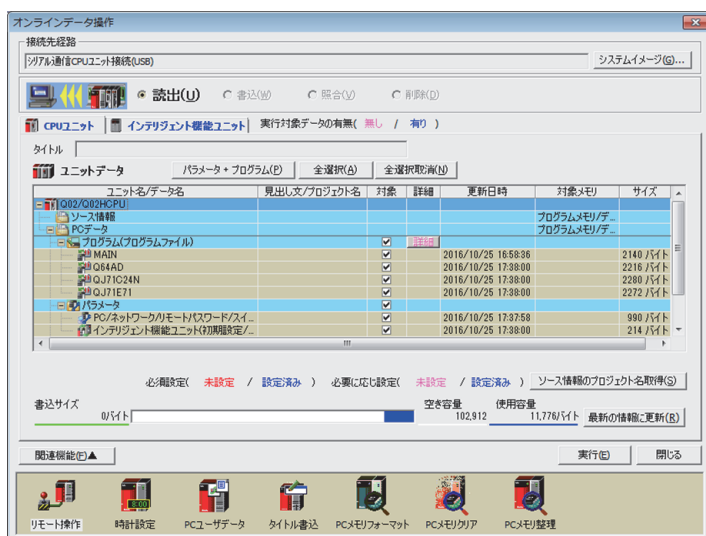 オンラインデータ操作
接続先経路
シリアル通信CPUユニット接続(USB)
システムイメージ(G)...
読出(U) 書込(W) 照合(V) 削除(D)
CPUユニット インテリジェント機能ユニット 実行対象データの有無( 無し / 有り )
タイトル
ユニットデータ パラメータ+プログラム(P) 全選択(A) 全選択取消(N)
ユニット名/データ名 見出し文/プロジェクト名 対象 詳細 更新日時 対象メモリ サイズ
Q02/Q02HCPU
ソース情報 プログラムメモリ/デ...
PCデータ プログラムメモリ/デ...
プログラム(プログラムファイル) 詳細
MAIN 2016/10/25 16:58:36 2140 バイト
Q64AD 2016/10/25 17:38:00 2216 バイト
QJ71C24N 2016/10/25 17:38:00 2280 バイト
QJ71E71 2016/10/25 17:38:00 2272 バイト
パラメータ
PC/ネットワーク/リモートパスワード/スイ... 2016/10/25 17:37:58 990 バイト
インテリジェント機能ユニット(初期設定/... 2016/10/25 17:38:00 214 バイト
必須設定( 未設定 / 設定済み ) 必要に応じ設定( 未設定 / 設定済み ) ソース情報のプロジェクト名取得(S)
書込サイズ 空き容量 使用容量
0バイト 102,912 11,776バイト 最新の情報に更新(R)
関連機能(F)▲ 実行(E) 閉じる
リモート操作 時計設定 PCユーザデータ タイトル書込 PCメモリフォーマット PCメモリクリア PCメモリ整理